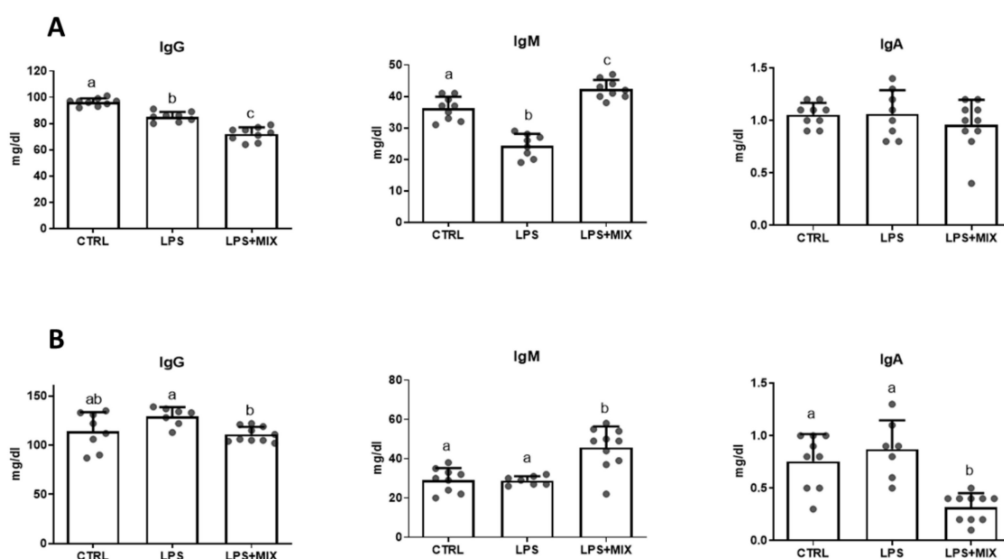 A
IgG
IgM
IgA
mg/dl
120
100
80
60
40
20
0
a
b
c
CTRL
LPS
LPS+MIX
mg/dl
50
40
30
20
10
0
a
b
c
CTRL
LPS
LPS+MIX
mg/dl
1.5
1.0
0.5
0.0
CTRL
LPS
LPS+MIX
B
IgG
IgM
IgA
mg/dl
150
100
50
0
ab
a
b
CTRL
LPS
LPS+MIX
mg/dl
80
60
40
20
0
a
a
b
CTRL
LPS
LPS+MIX
mg/dl
1.5
1.0
0.5
0.0
a
a
b
CTRL
LPS
LPS+MIX